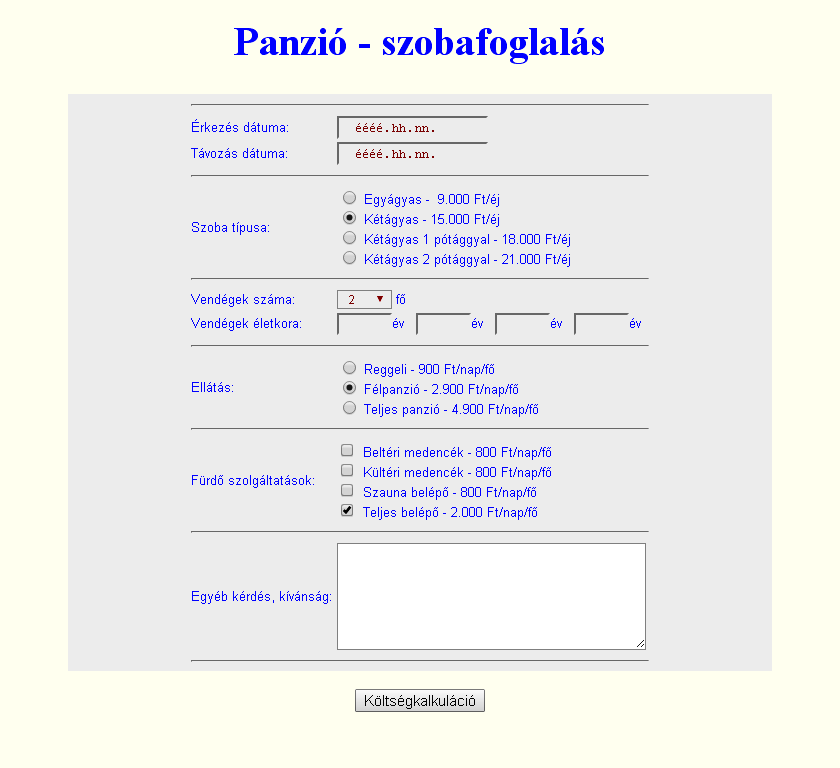 Panzió - szobafoglalás
Érkezés dátuma: éééé.hh.nn.
Távozás dátuma: éééé.hh.nn.
Egyágyas - 9.000 Ft/éj
Kétágyas - 15.000 Ft/éj
Szoba típusa:
Kétágyas 1 pótággyal - 18.000 Ft/éj
Kétágyas 2 pótággyal - 21.000 Ft/éj
Vendégek száma: 2 fő
Vendégek életkora: év év év év
Reggeli - 900 Ft/nap/fő
Ellátás: Félpanzió - 2.900 Ft/nap/fő
Teljes panzió - 4.900 Ft/nap/fő
Beltéri medencék - 800 Ft/nap/fő
Kültéri medencék - 800 Ft/nap/fő
Fürdő szolgáltatások:
Szauna belépő - 800 Ft/nap/fő
Teljes belépő - 2.000 Ft/nap/fő
Egyéb kérdés, kívánság:
Költségkalkuláció